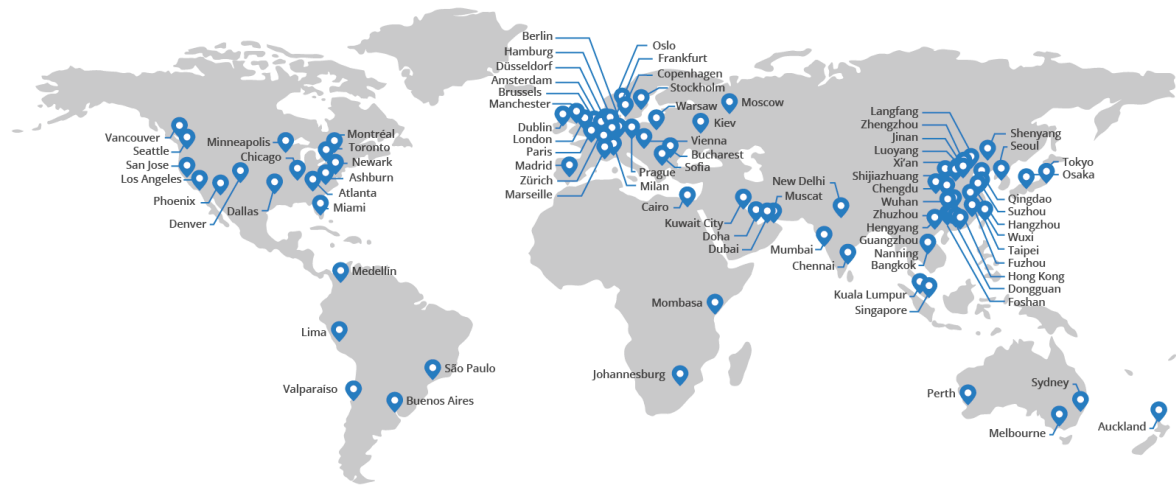 Vancouver
Seattle
San Jose
Los Angeles
Phoenix
Denver
Minneapolis
Chicago
Dallas
Montréal
Toronto
Newark
Ashburn
Atlanta
Miami
Medellín
Lima
Valparaíso
São Paulo
Buenos Aires
Berlin
Hamburg
Düsseldorf
Amsterdam
Brussels
Manchester
Dublin
London
Paris
Madrid
Zürich
Marseille
Oslo
Frankfurt
Copenhagen
Stockholm
Warsaw
Moscow
Kiev
Vienna
Bucharest
Sofia
Prague
Milan
Cairo
Kuwait City
Doha
Dubai
Muscat
New Delhi
Mumbai
Chennai
Mombasa
Johannesburg
Langfang
Zhengzhou
Jinan
Luoyang
Xi'an
Shijiazhuang
Chengdu
Wuhan
Zhuzhou
Hengyang
Guangzhou
Nanning
Bangkok
Kuala Lumpur
Singapore
Shenyang
Seoul
Tokyo
Osaka
Qingdao
Suzhou
Hangzhou
Wuxi
Taipei
Fuzhou
Hong Kong
Dongguan
Foshan
Perth
Sydney
Melbourne
Auckland